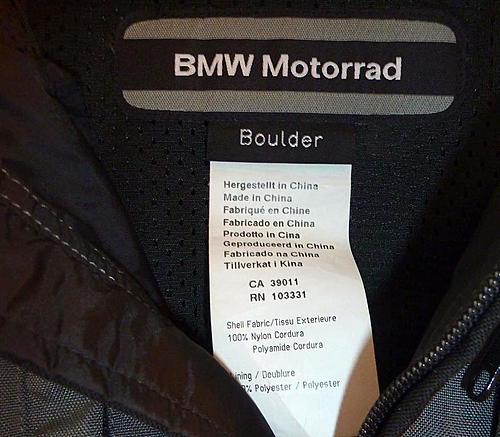 BMW Motorrad
Boulder
Hergestellt in China
Made in China
Fabriqué en Chine
Fabricado en China
Prodotto in Cina
Geproduceerd in China
Fabricado na China
Tillverkat i Kina
CA 39011
RN 103331
Shell Fabric/Tissu Exterieure
100% Nylon Cordura
Polyamide Cordura
/ Doublure
% Polyester / Polyester